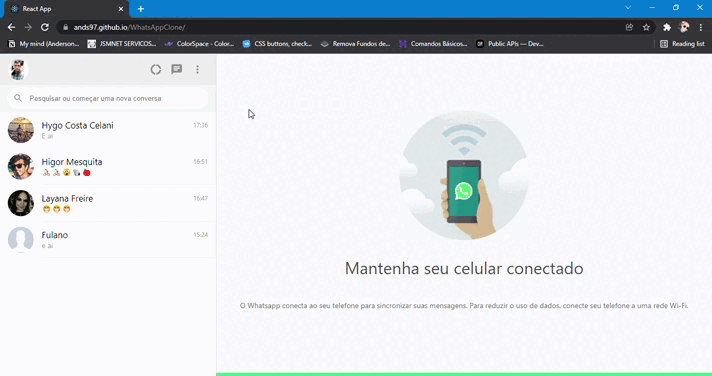 React App
ands97.github.io/WhatsAppClone/
My mind (Anderson...
JSMNET SERVICOS...
ColorSpace - Color...
CSS buttons, check...
Remova Fundos de...
Comandos Básicos...
Public APIs — Dev...
Reading list
Pesquisar ou começar uma nova conversa
Hygo Costa Celani 17:36
E ai
Higor Mesquita 16:51
Layana Freire 16:47
Fulano 15:24
e ai
Mantenha seu celular conectado
O Whatsapp conecta ao seu telefone para sincronizar suas mensagens. Para reduzir o uso de dados, conecte seu telefone a uma rede Wi-Fi.